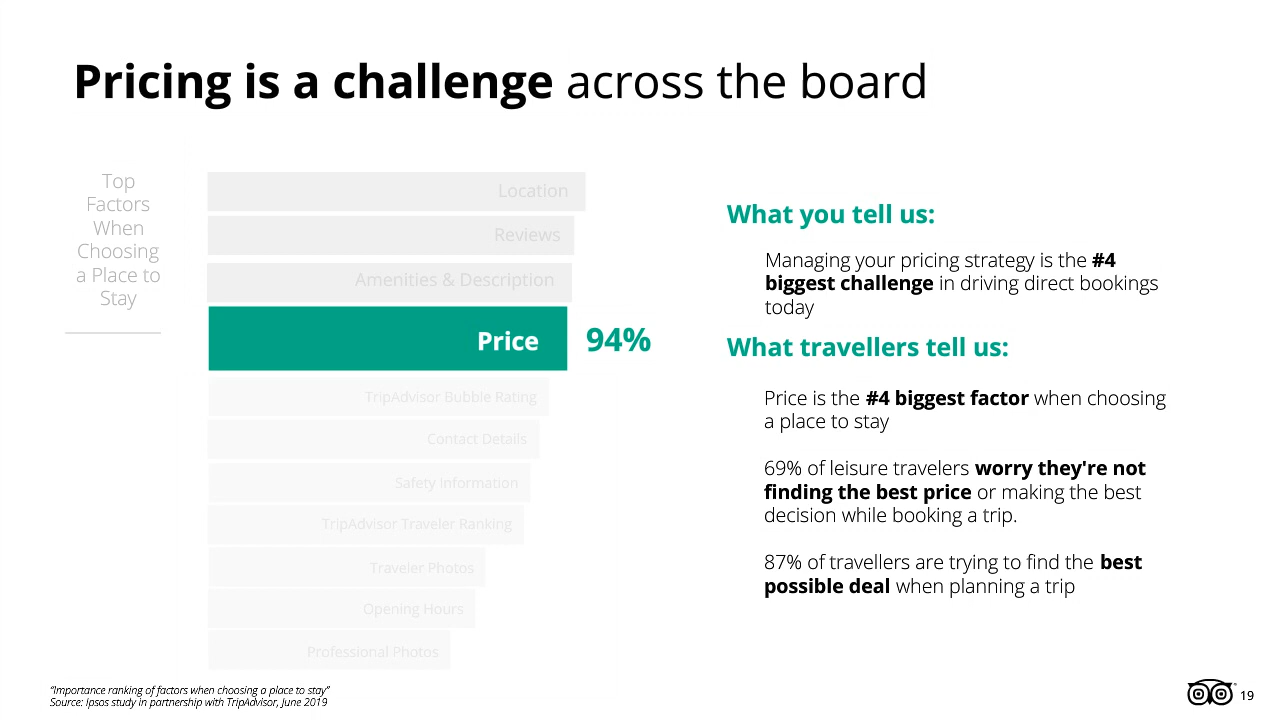 Pricing is a challenge across the board
Top
Factors
When
Choosing
a Place to
Stay
Location
Reviews
Amenities & Description
Price
94%
TripAdvisor Bubble Rating
Contact Details
Safety Information
TripAdvisor Traveler Ranking
Traveler Photos
Opening Hours
Professional Photos
What you tell us:
Managing your pricing strategy is the #4
biggest challenge in driving direct bookings
today
What travellers tell us:
Price is the #4 biggest factor when choosing
a place to stay
69% of leisure travelers worry they're not
finding the best price or making the best
decision while booking a trip.
87% of travellers are trying to find the best
possible deal when planning a trip
"Importance ranking of factors when choosing a place to stay"
Source: Ipsos study in partnership with TripAdvisor, June 2019
19